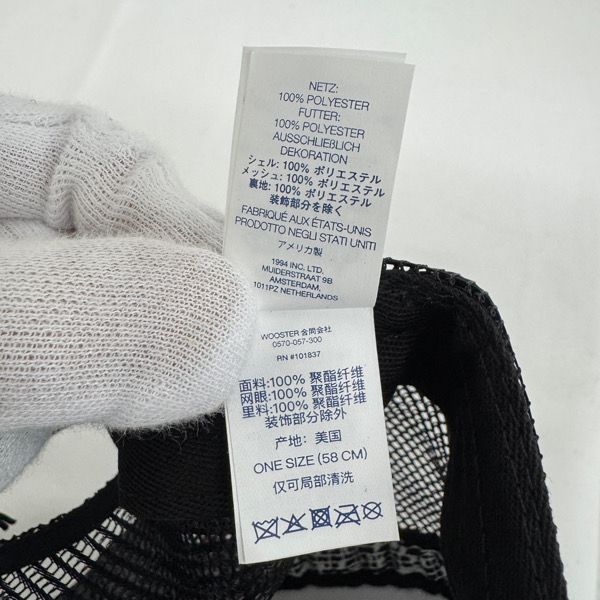 NETZ:
100% POLYESTER
FUTTER:
100% POLYESTER
AUSSCHLIEẞLICH
DEKORATION
シェル: 100% ポリエステル
メッシュ: 100% ポリエステル
裏地: 100% ポリエステル
装飾部分を除く
FABRIQUÉ AUX ÉTATS-UNIS
PRODOTTO NEGLI STATI UNITI
アメリカ製
1994 INC. LTD.
MUIDERSTRAAT 9B
AMSTERDAM,
1011PZ NETHERLANDS
WOOSTER 合同会社
0570-057-300
RN #101837
面料:100% 聚酯纤维
网眼:100% 聚酯纤维
里料:100% 聚酯纤维
装饰部分除外
产地: 美国
ONE SIZE (58 CM)
仅可局部清洗